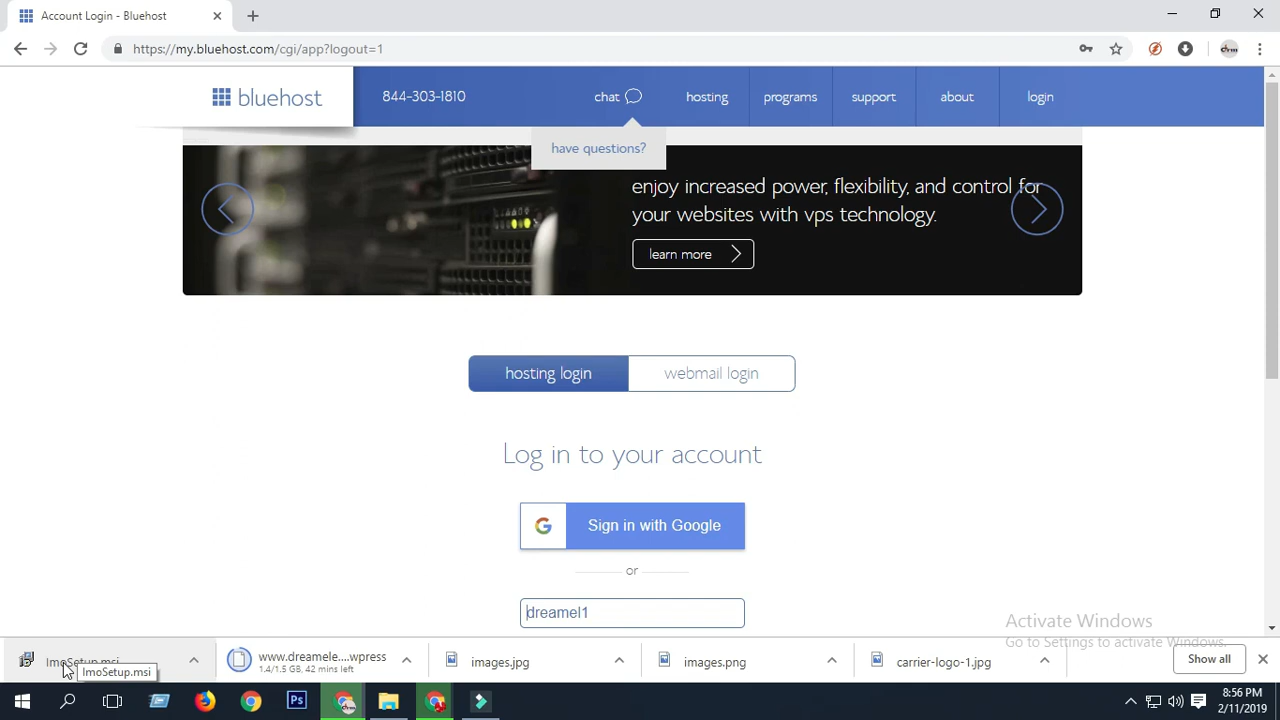 Account Login - Bluehost
https://my.bluehost.com/cgi/app?logout=1
bluehost
844-303-1810
chat
hosting
programs
support
about
login
have questions?
enjoy increased power, flexibility, and control for
your websites with vps technology.
learn more
hosting login
webmail login
Log in to your account
G
Sign in with Google
or
dreamel1
Activate Windows
Go to Settings to activate Windows.
ImoSetup.msi
ImoSetup.msi
www.dreamele....wpress
1.4/1.5 GB, 42 mins left
images.jpg
images.png
carrier-logo-1.jpg
Show all
Ps
8:56 PM
2/11/2019